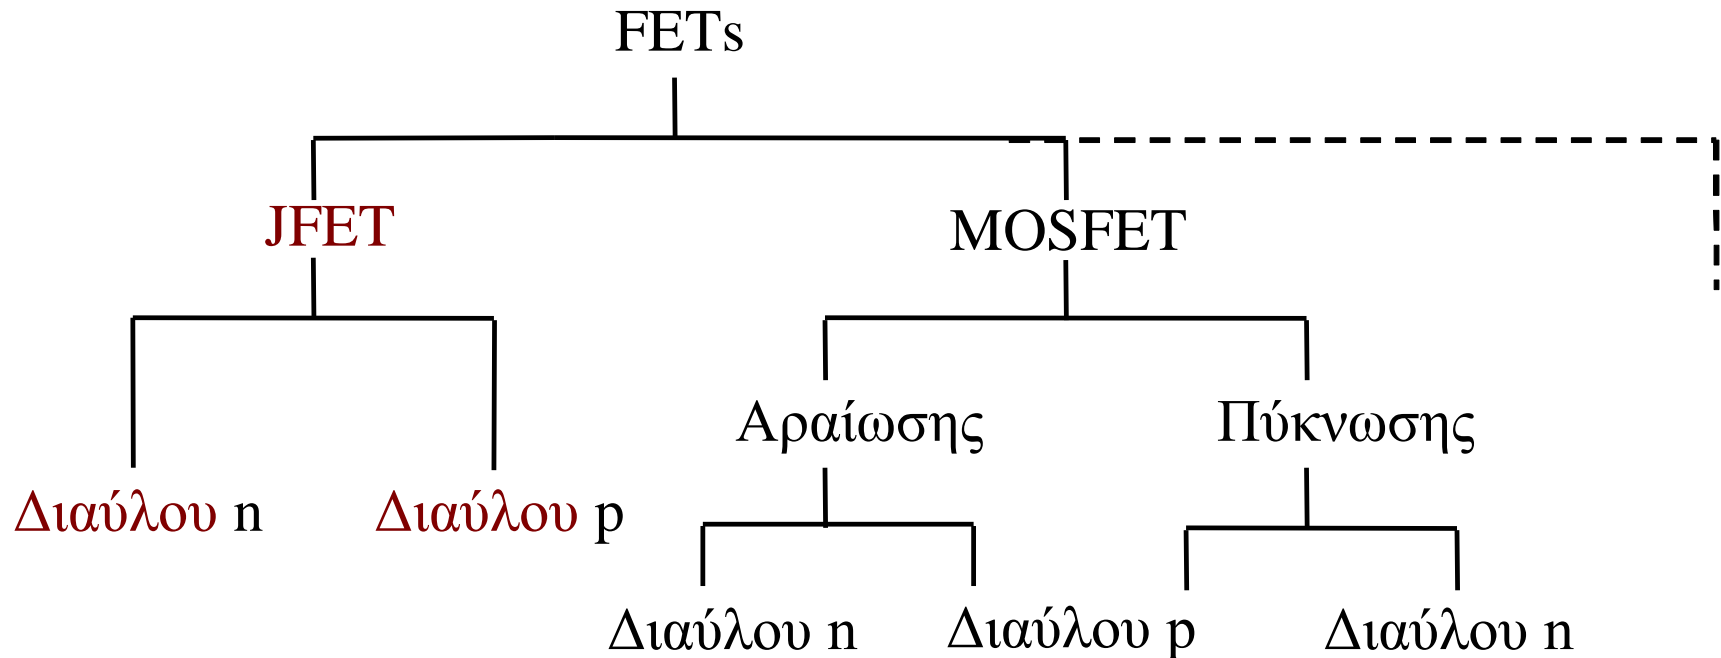 FETs
JFET
MOSFET
Αραίωσης
Πύκνωσης
Διαύλου n
Διαύλου p
Διαύλου n
Διαύλου p
Διαύλου n